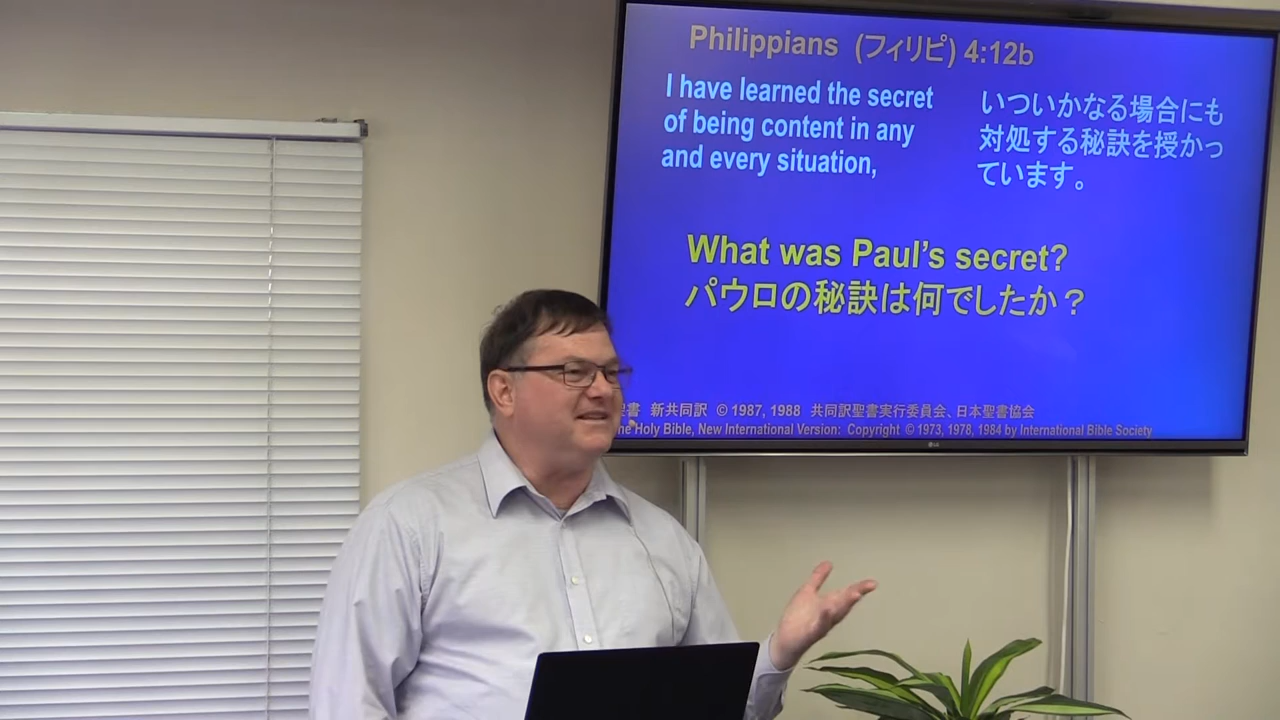 Philippians (フィリピ) 4:12b
I have learned the secret
of being content in any
and every situation,
いついかなる場合にも
対処する秘訣を授かっ
ています。
What was Paul's secret?
パウロの秘訣は何でしたか？
書 新共同訳 © 1987, 1988 共同訳聖書実行委員会、日本聖書協会
Holy Bible, New International Version: Copyright © 1973, 1978, 1984 by International Bible Society
LG